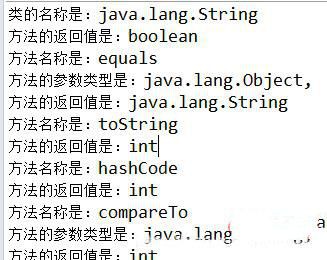 类的名称是：java.lang.String
方法的返回值是：boolean
方法名称是：equals
方法的参数类型是：java.lang.Object,
方法的返回值是：java.lang.String
方法名称是：toString
方法的返回值是：int
方法名称是：hashCode
方法的返回值是：int
方法名称是：compareTo
方法的参数类型是：java.lang
方法的返回值是：int